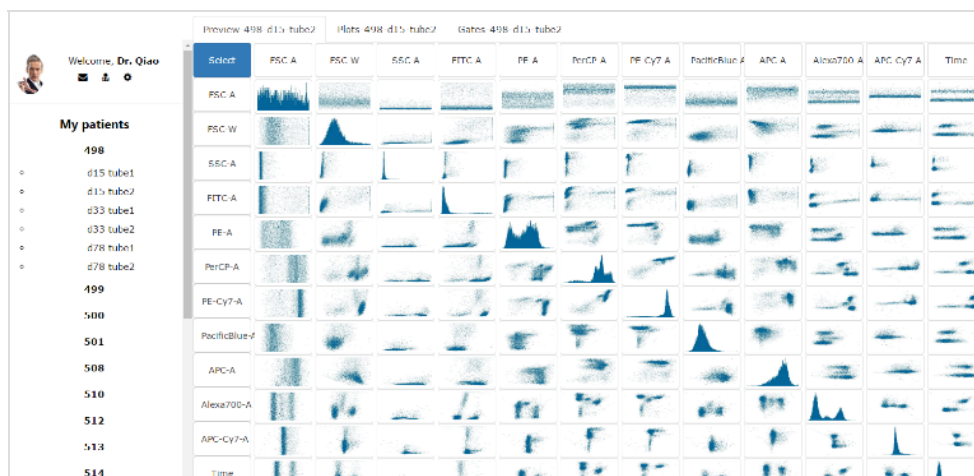 Preview 498 d15 tube2 Plots 498 d15 tube2 Gates 498 d15 tube2
Welcome, Dr. Qiao
My patients
498
d15 tube1
d15 tube2
d33 tube1
d33 tube2
d78 tube1
d78 tube2
499
500
501
508
510
512
513
514
Select FSC A FSC W SSC A FITC A PE A PerCP A PE Cy7 A PacificBlue A APC A Alexa700 A APC Cy7 A Time
FSC-A
FSC-W
SSC-A
FITC-A
PE-A
PerCP-A
PE-Cy7-A
PacificBlue-A
APC-A
Alexa700-A
APC-Cy7-A
Time